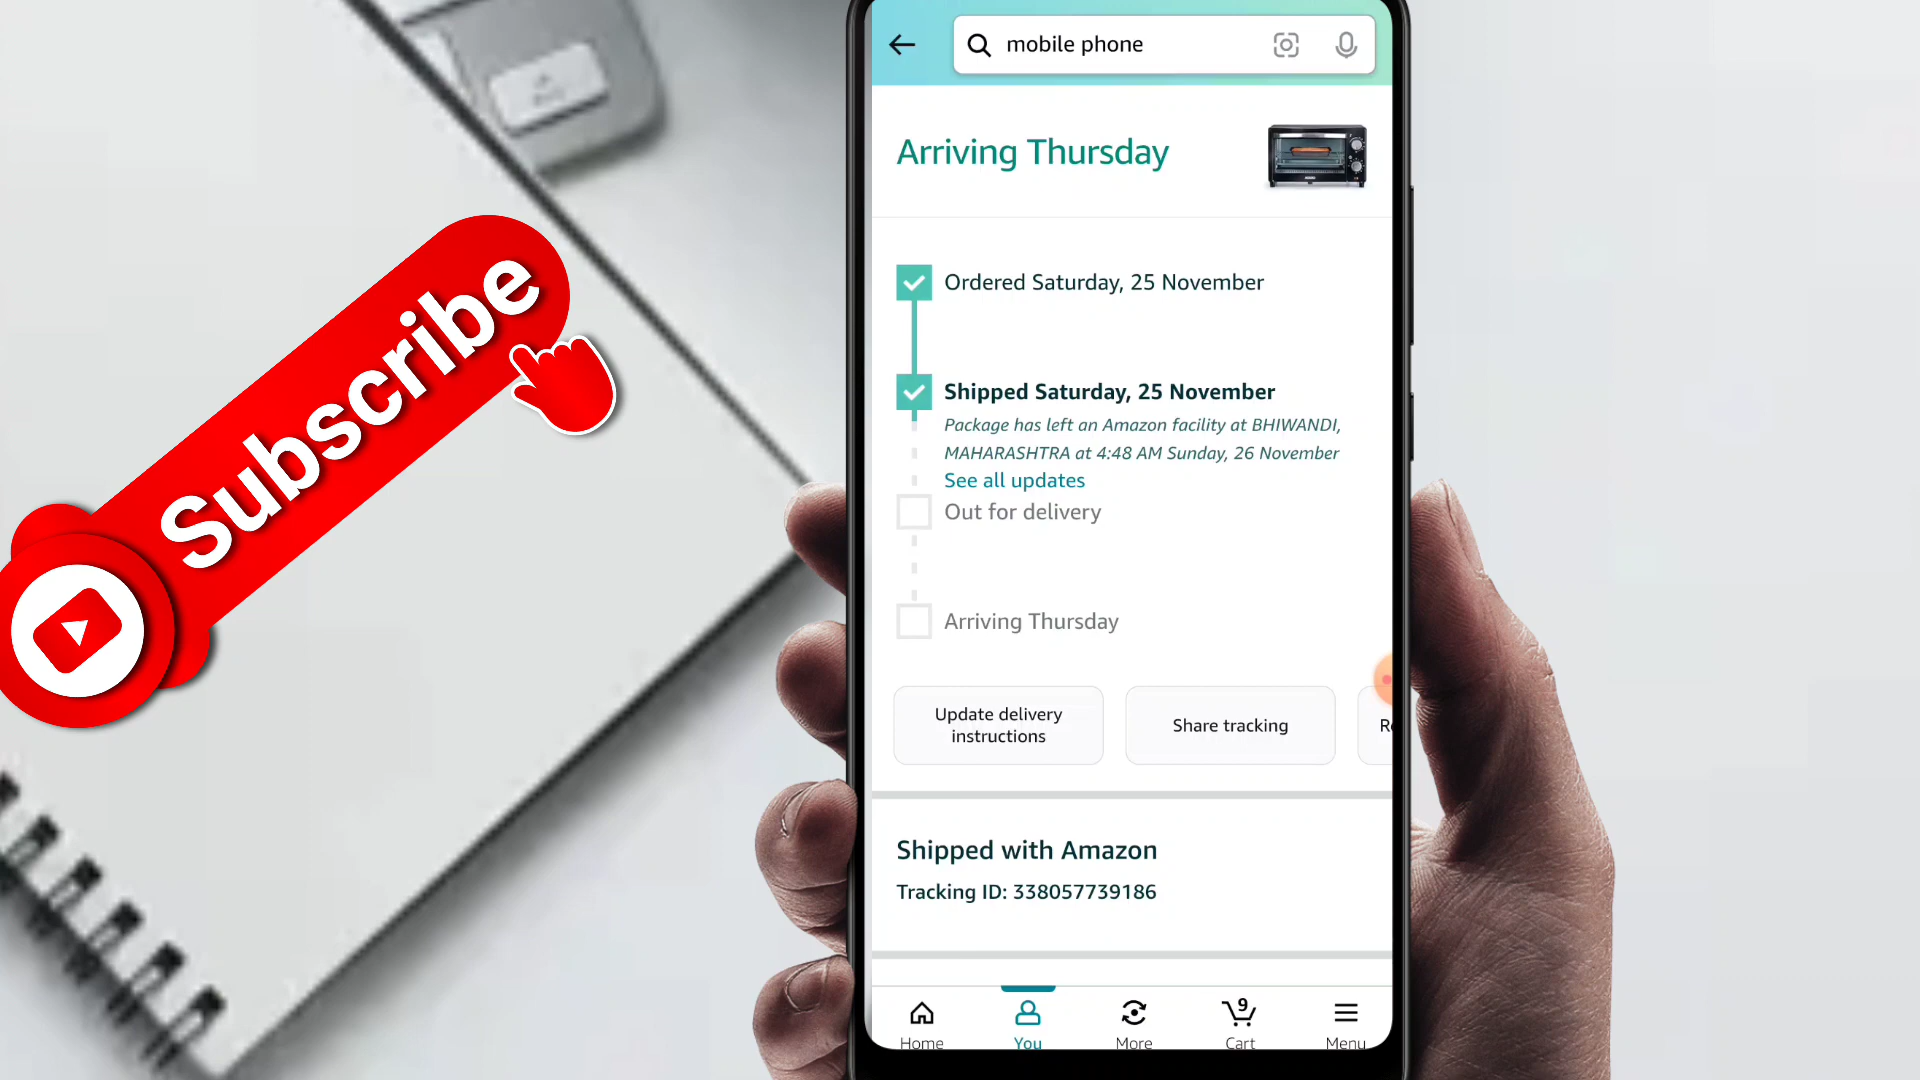 mobile phone
Arriving Thursday
Subscribe
Ordered Saturday, 25 November
Shipped Saturday, 25 November
Package has left an Amazon facility at BHIWANDI,
MAHARASHTRA at 4:48 AM Sunday, 26 November
See all updates
Out for delivery
Arriving Thursday
Update delivery
instructions
Share tracking
Shipped with Amazon
Tracking ID: 338057739186
9
Home
You
More
Cart
Menu